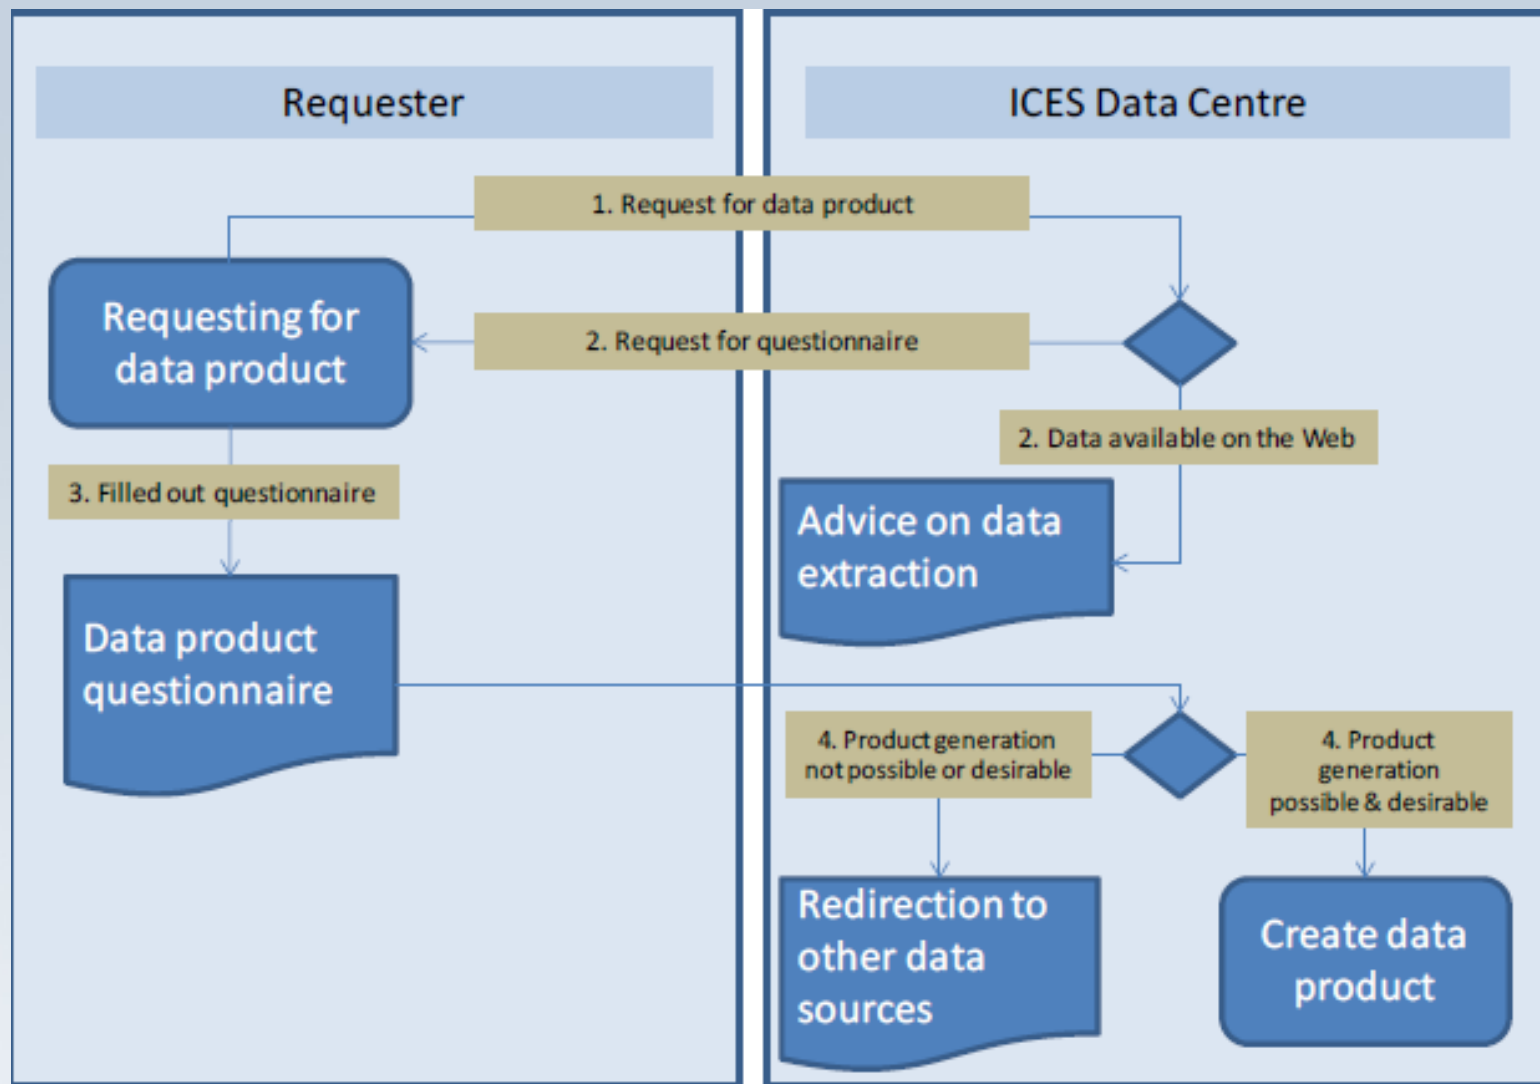 Requester
ICES Data Centre
1. Request for data product
Requesting for
data product
2. Request for questionnaire
2. Data available on the Web
3. Filled out questionnaire
Advice on data
extraction
Data product
questionnaire
4. Product generation
not possible or desirable
4. Product
generation
possible & desirable
Redirection to
other data
sources
Create data
product